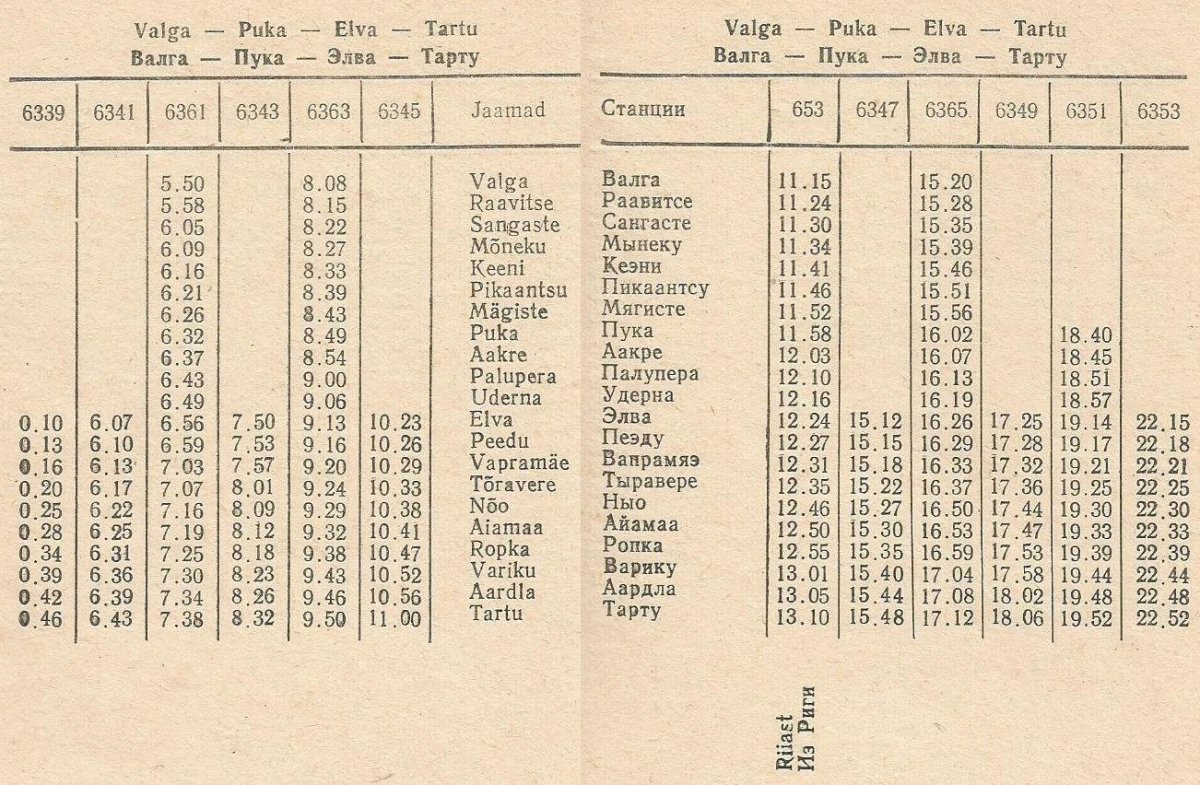 Valga — Puka — Elva — Tartu
Валга — Пука — Элва — Тарту
6339 6341 6361 6343 6363 6345 Jaamad
5.50 8.08 Valga
5.58 8.15 Raavitse
6.05 8.22 Sangaste
6.09 8.27 Mõneku
6.16 8.33 Keeni
6.21 8.39 Pikaantsu
6.26 8.43 Mägiste
6.32 8.49 Puka
6.37 8.54 Aakre
6.43 9.00 Palupera
6.49 9.06 Uderna
0.10 6.07 6.56 7.50 9.13 10.23 Elva
0.13 6.10 6.59 7.53 9.16 10.26 Peedu
0.16 6.13 7.03 7.57 9.20 10.29 Vapramäe
0.20 6.17 7.07 8.01 9.24 10.33 Tõravere
0.25 6.22 7.16 8.09 9.29 10.38 Nõo
0.28 6.25 7.19 8.12 9.32 10.41 Aiamaa
0.34 6.31 7.25 8.18 9.38 10.47 Ropka
0.39 6.36 7.30 8.23 9.43 10.52 Variku
0.42 6.39 7.34 8.26 9.46 10.56 Aardla
0.46 6.43 7.38 8.32 9.50 11.00 Tartu
Valga — Puka — Elva — Tartu
Валга — Пука — Элва — Тарту
Станции 653 6347 6365 6349 6351 6353
Валга 11.15 15.20
Раавитсе 11.24 15.28
Сангасте 11.30 15.35
Мынеку 11.34 15.39
Кеэни 11.41 15.46
Пикаантсу 11.46 15.51
Мягисте 11.52 15.56
Пука 11.58 16.02 18.40
Аакре 12.03 16.07 18.45
Палупера 12.10 16.13 18.51
Удерна 12.16 16.19 18.57
Элва 12.24 15.12 16.26 17.25 19.14 22.15
Пеэду 12.27 15.15 16.29 17.28 19.17 22.18
Вапрамяэ 12.31 15.18 16.33 17.32 19.21 22.21
Тыравере 12.35 15.22 16.37 17.36 19.25 22.25
Ныо 12.46 15.27 16.50 17.44 19.30 22.30
Айамаа 12.50 15.30 16.53 17.47 19.33 22.33
Ропка 12.55 15.35 16.59 17.53 19.39 22.39
Варику 13.01 15.40 17.04 17.58 19.44 22.44
Аардла 13.05 15.44 17.08 18.02 19.48 22.48
Тарту 13.10 15.48 17.12 18.06 19.52 22.52
Riiast
Из Риги